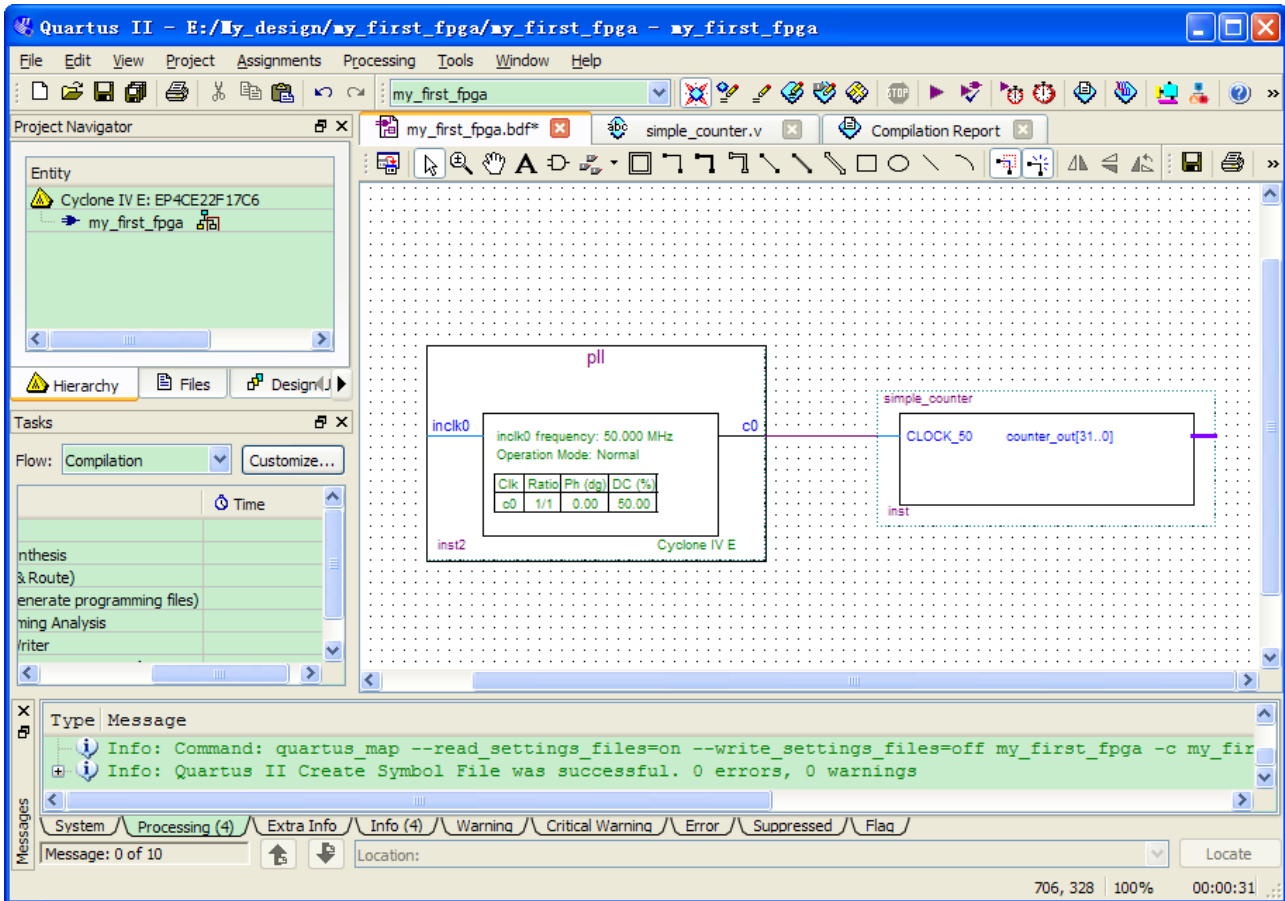 Quartus II - E:/My_design/my_first_fpga/my_first_fpga - my_first_fpga
File Edit View Project Assignments Processing Tools Window Help
my_first_fpga
STOP
Project Navigator
my_first_fpga.bdf*
abc simple_counter.v
Compilation Report
A
Entity
Cyclone IV E: EP4CE22F17C6
my_first_fpga
Hierarchy Files Design
Tasks
Flow: Compilation Customize...
Time
nthesis
& Route)
enerate programming files)
ming Analysis
Writer
pll
inclk0
c0
inclk0 frequency: 50.000 MHz
Operation Mode: Normal
Clk Ratio Ph (dg) DC (%)
c0 1/1 0.00 50.00
inst2 Cyclone IV E
simple_counter
CLOCK_50 counter_out[31..0]
inst
Messages
Type Message
Info: Command: quartus_map --read_settings_files=on --write_settings_files=off my_first_fpga -c my_fir
Info: Quartus II Create Symbol File was successful. 0 errors, 0 warnings
System Processing (4) Extra Info Info (4) Warning Critical Warning Error Suppressed Flag
Message: 0 of 10
Location:
Locate
706, 328 100% 00:00:31